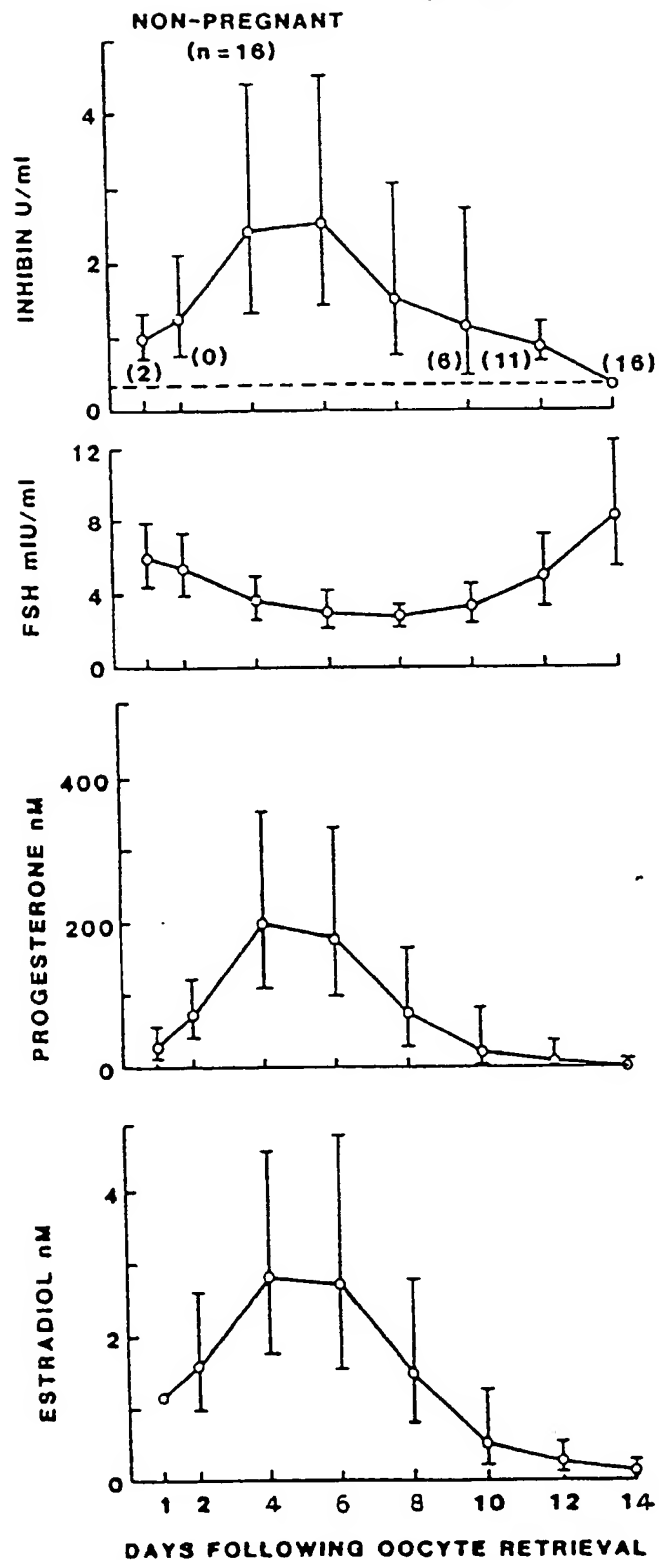 NON-PREGNANT
(n=16)
INHIBIN U/ml
4
2
0
(2)
(0)
(6)
(11)
(16)
FSH mIU/ml
12
8
4
0
PROGESTERONE nM
400
200
0
ESTRADIOL nM
4
2
0
1 2 4 6 8 10 12 14
DAYS FOLLOWING OOCYTE RETRIEVAL